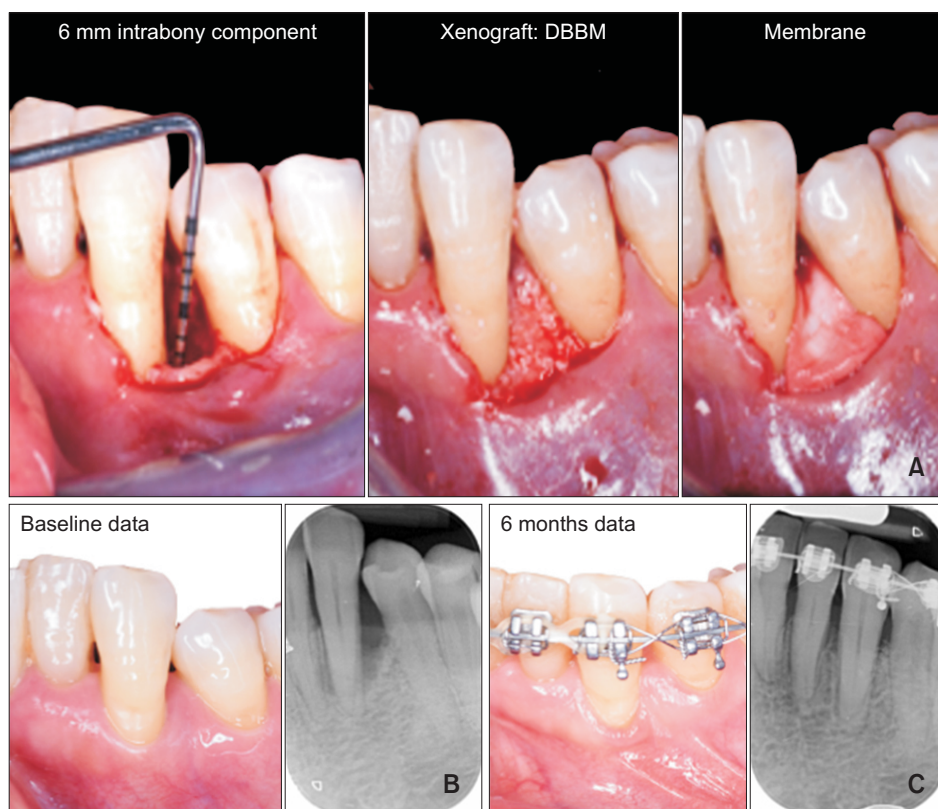 6 mm intrabony component
Xenograft: DBBM
Membrane
A
Baseline data
B
6 months data
C